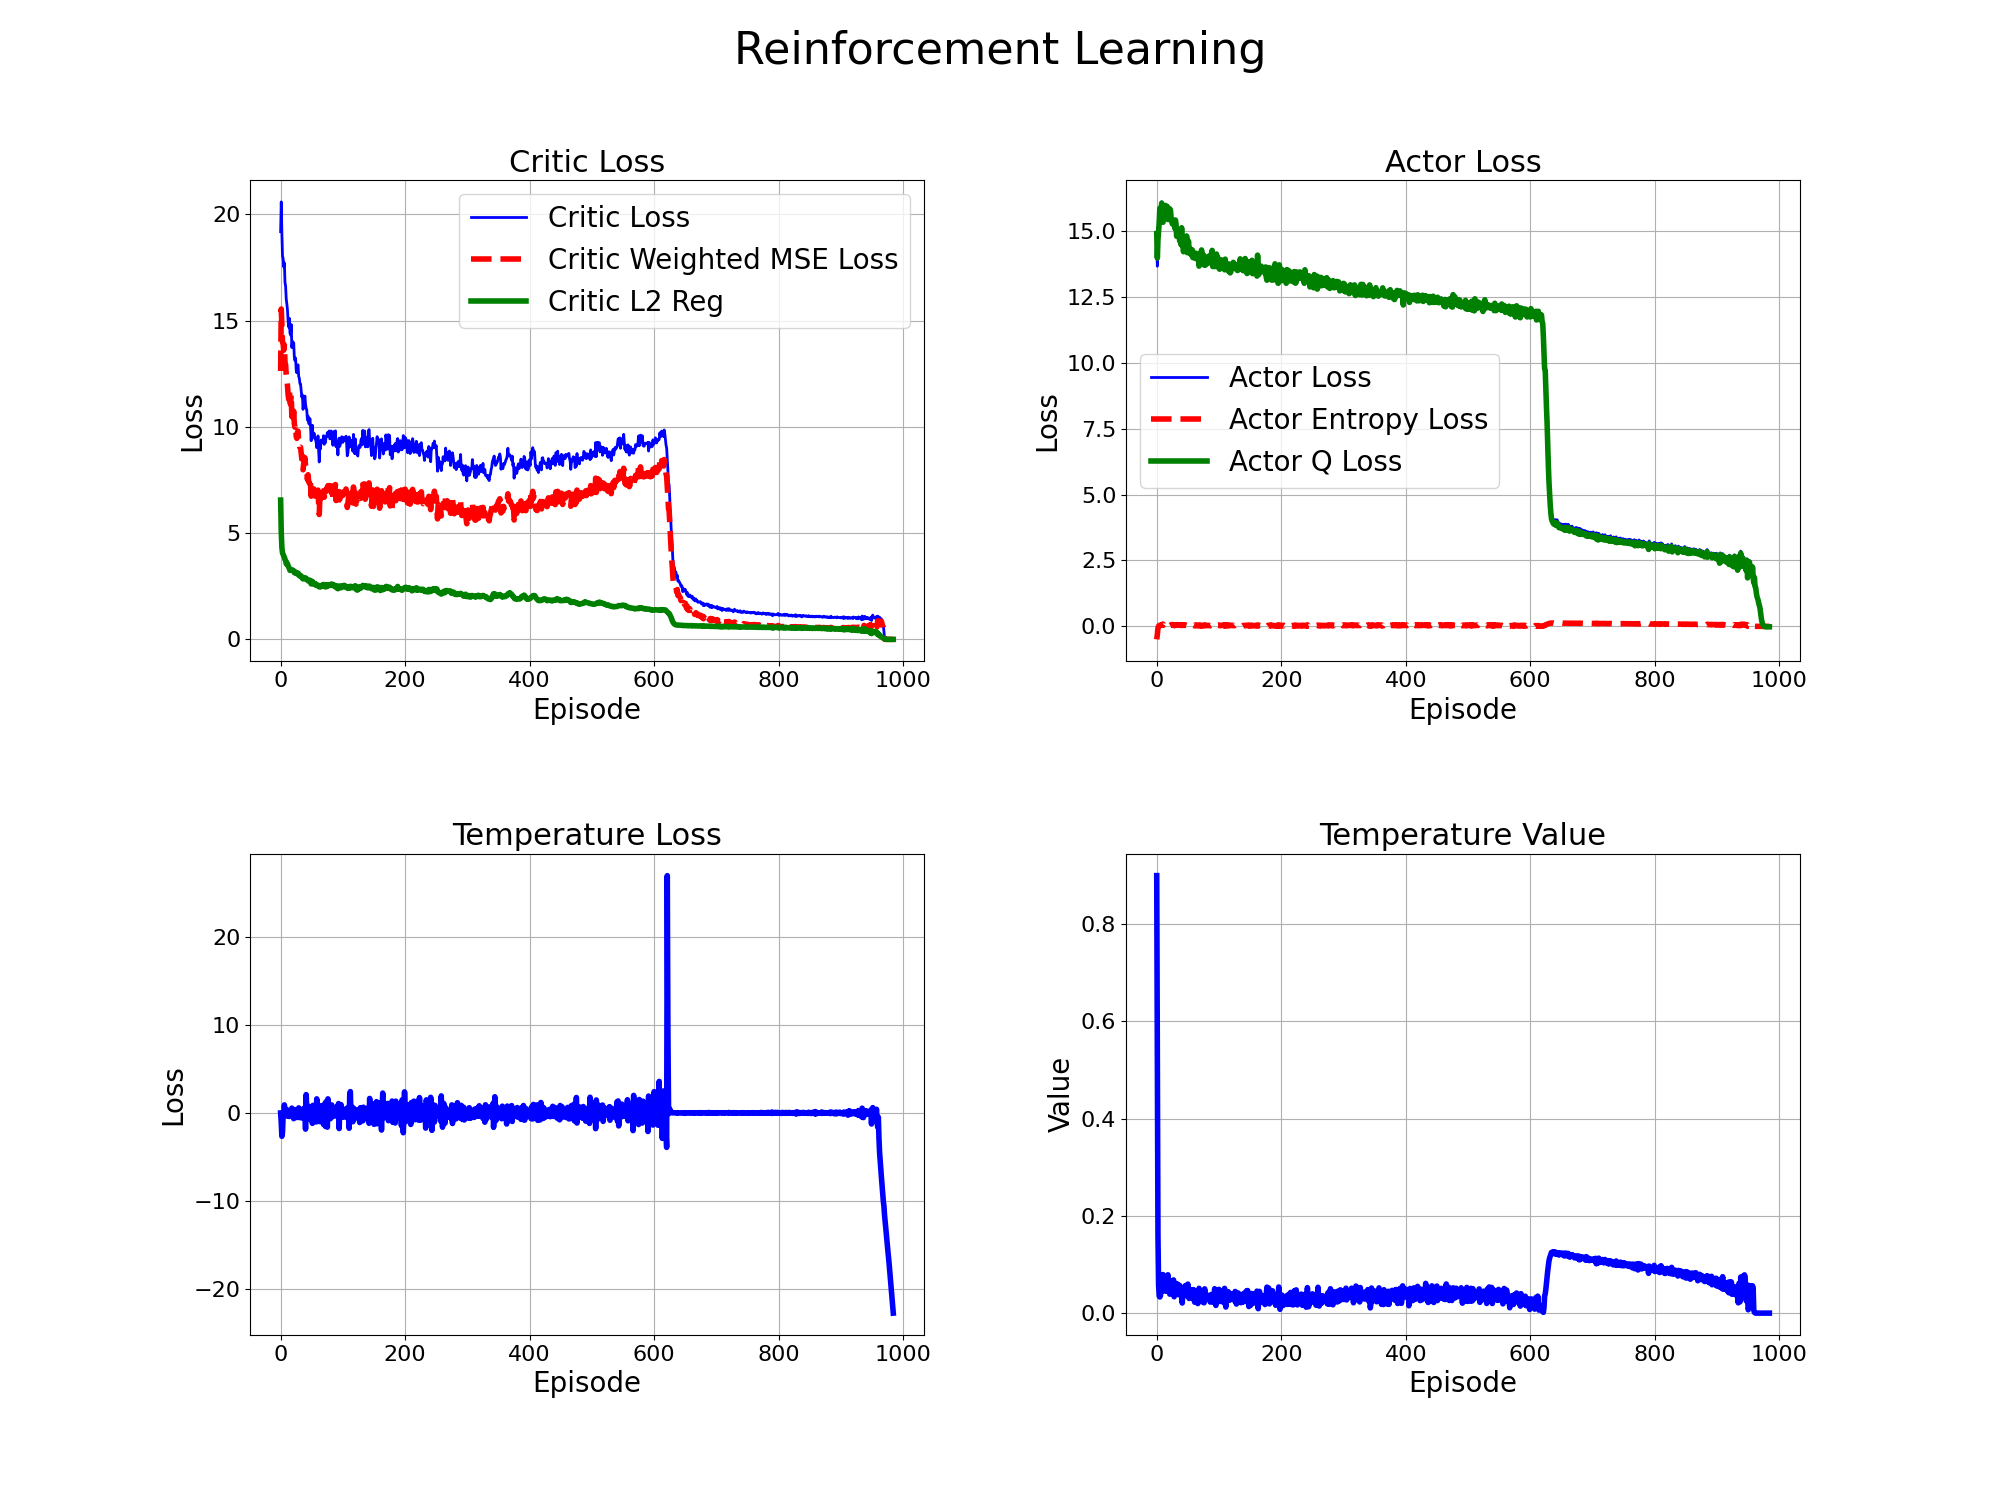 Reinforcement Learning
Critic Loss
20
15
10
5
0
Loss
Critic Loss
Critic Weighted MSE Loss
Critic L2 Reg
0 200 400 600 800 1000
Episode
Actor Loss
15.0
12.5
10.0
7.5
5.0
2.5
0.0
Loss
Actor Loss
Actor Entropy Loss
Actor Q Loss
0 200 400 600 800 1000
Episode
Temperature Loss
20
10
0
−10
−20
Loss
0 200 400 600 800 1000
Episode
Temperature Value
0.8
0.6
0.4
0.2
0.0
Value
0 200 400 600 800 1000
Episode